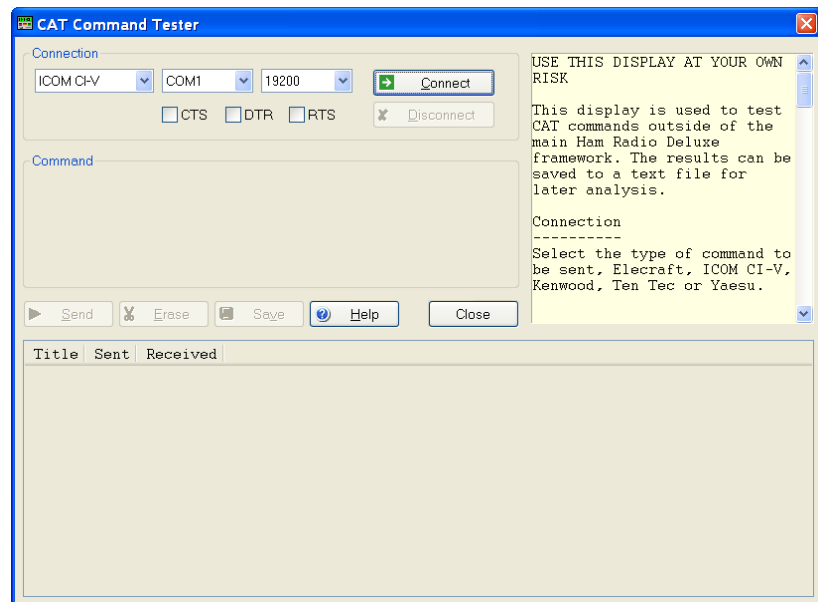 CAT Command Tester
Connection
ICOM CI-V COM1 19200 Connect
CTS DTR RTS Disconnect
Command
Send Erase Save Help Close
USE THIS DISPLAY AT YOUR OWN
RISK
This display is used to test
CAT commands outside of the
main Ham Radio Deluxe
framework. The results can be
saved to a text file for
later analysis.
Connection
----------
Select the type of command to
be sent, Elecraft, ICOM CI-V,
Kenwood, Ten Tec or Yaesu.
Title Sent Received